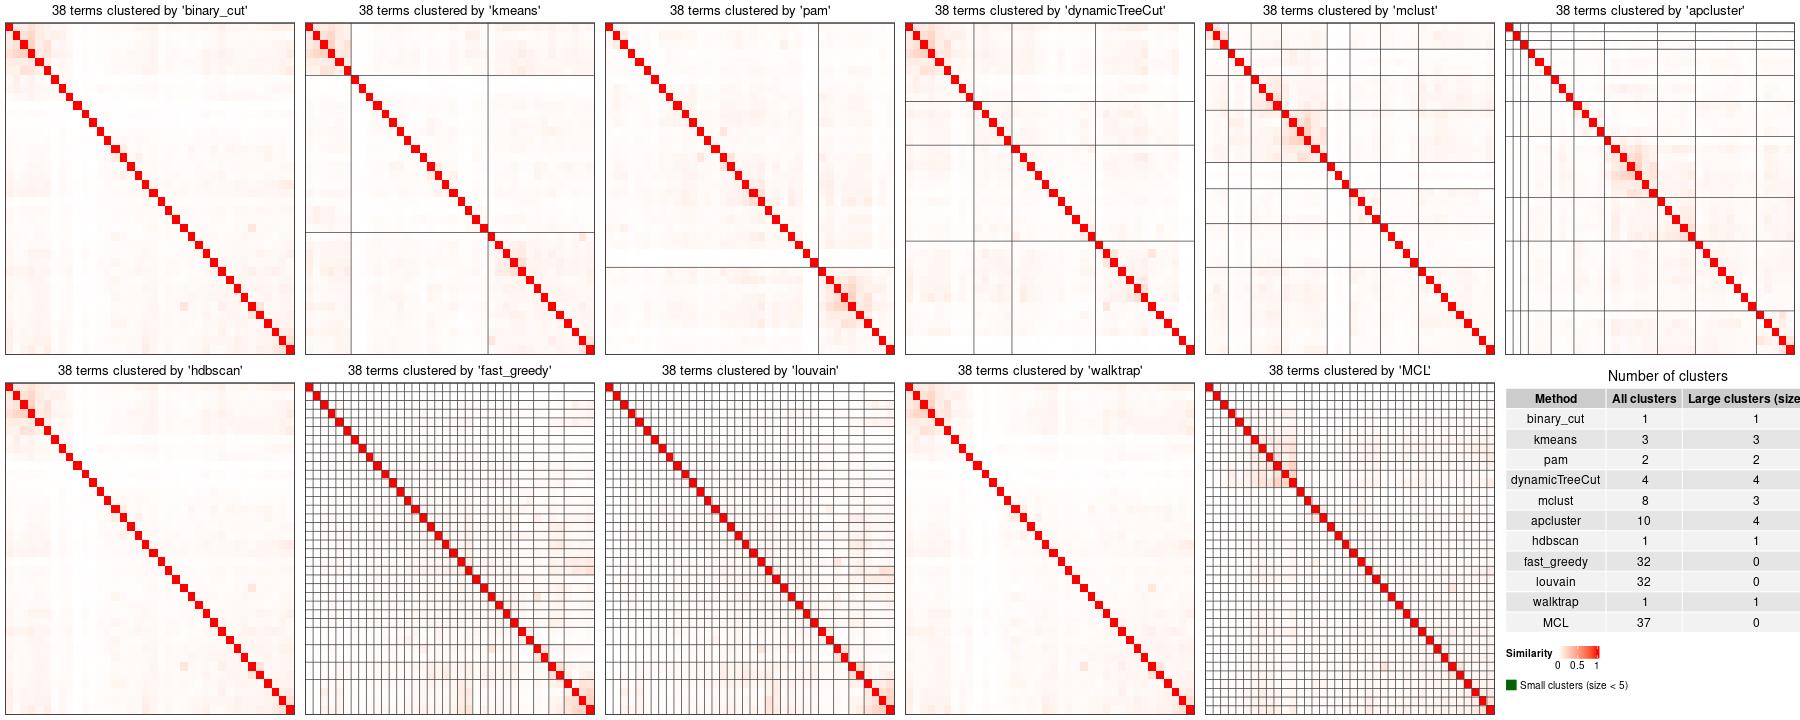 38 terms clustered by 'binary_cut'
38 terms clustered by 'kmeans'
38 terms clustered by 'pam'
38 terms clustered by 'dynamicTreeCut'
38 terms clustered by 'mclust'
38 terms clustered by 'apcluster'
38 terms clustered by 'hdbscan'
38 terms clustered by 'fast_greedy'
38 terms clustered by 'louvain'
38 terms clustered by 'walktrap'
38 terms clustered by 'MCL'
Number of clusters
Method All clusters Large clusters (size
binary_cut 1 1
kmeans 3 3
pam 2 2
dynamicTreeCut 4 4
mclust 8 3
apcluster 10 4
hdbscan 1 1
fast_greedy 32 0
louvain 32 0
walktrap 1 1
MCL 37 0
Similarity
0 0.5 1
Small clusters (size < 5)